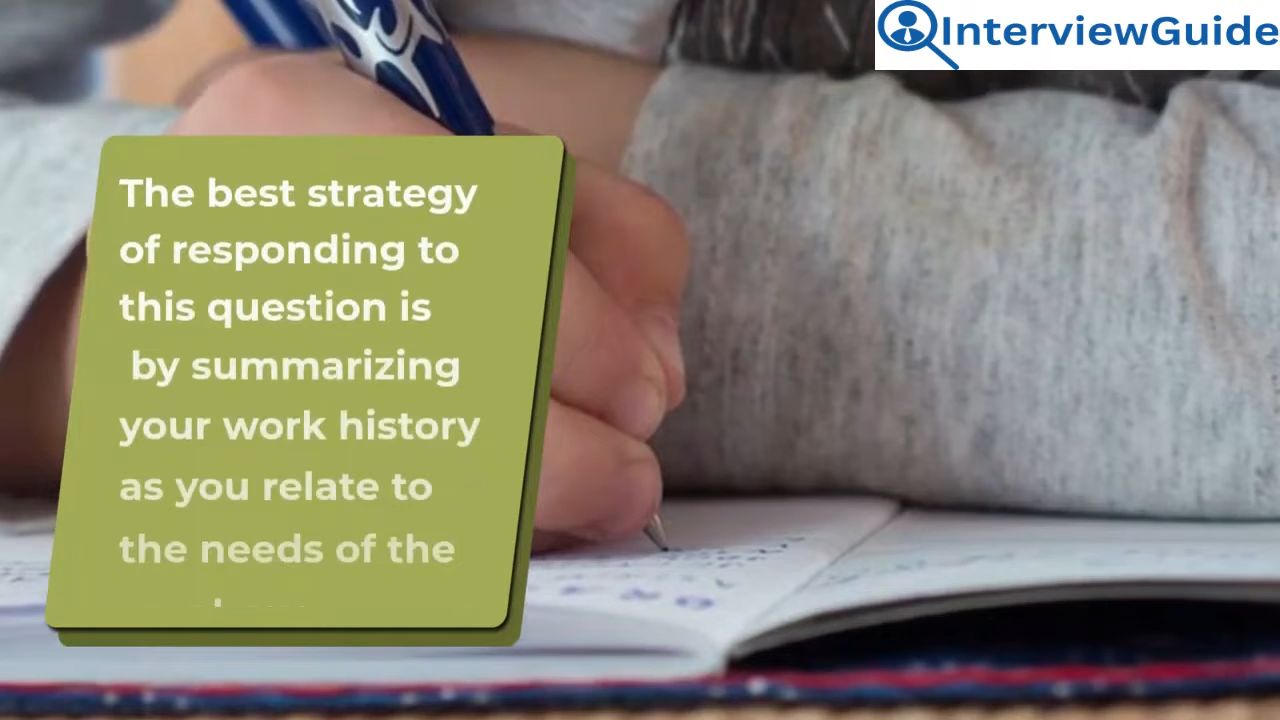 InterviewGuide
The best strategy
of responding to
this question is
by summarizing
your work history
as you relate to
the needs of the